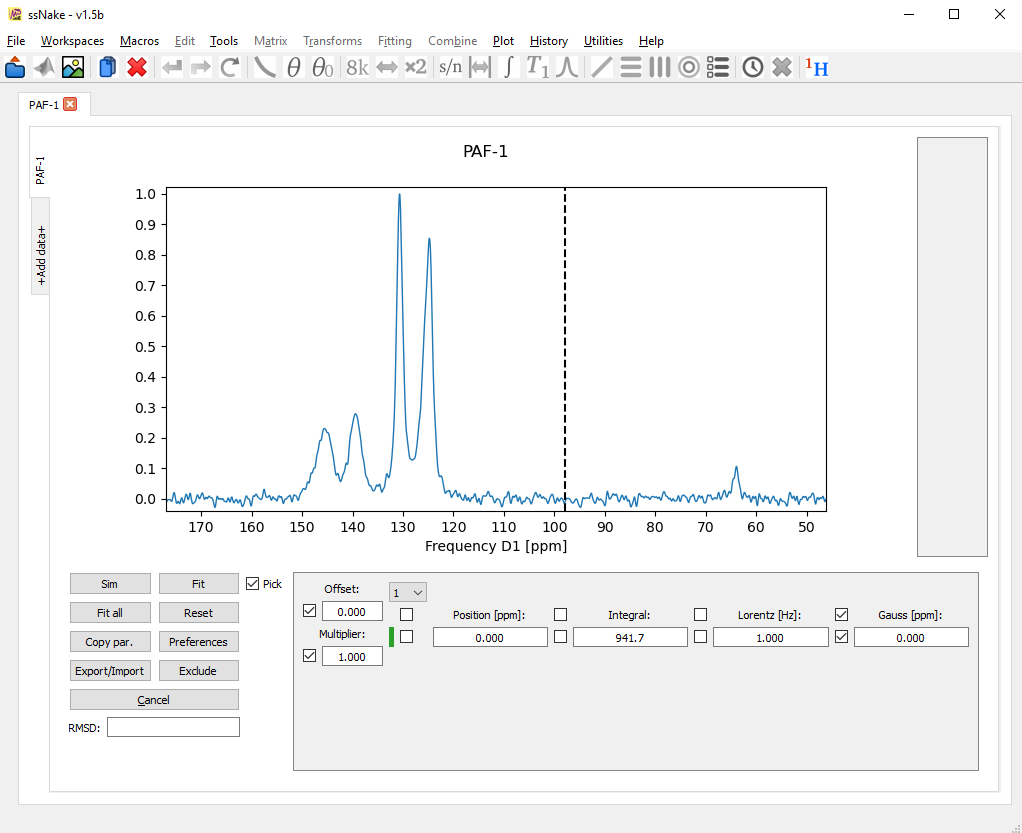 ssNake - v1.5b
File Workspaces Macros Edit Tools Matrix Transforms Fitting Combine Plot History Utilities Help
θ θ0 8k ×2 s/n ∫ T1 1H
PAF-1
PAF-1
+Add data+
PAF-1
1.0
0.9
0.8
0.7
0.6
0.5
0.4
0.3
0.2
0.1
0.0
170 160 150 140 130 120 110 100 90 80 70 60 50
Frequency D1 [ppm]
Sim Fit Pick
Fit all Reset
Copy par. Preferences
Export/Import Exclude
Cancel
RMSD:
Offset: 1
0.000
Multiplier:
1.000
Position [ppm]: Integral: Lorentz [Hz]: Gauss [ppm]:
0.000 941.7 1.000 0.000